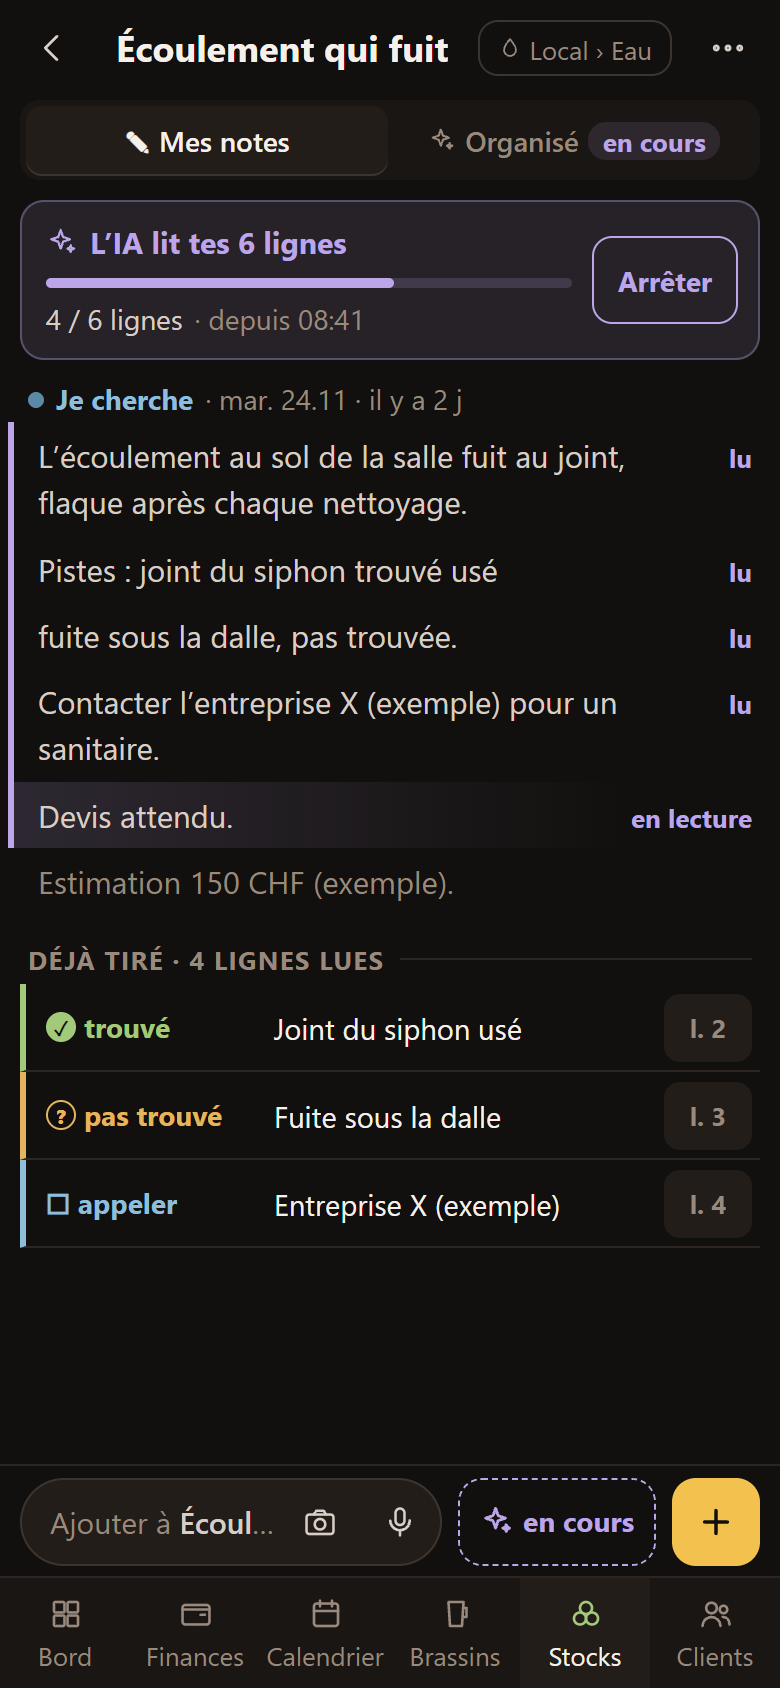 Écoulement qui fuit
Local › Eau
Mes notes
Organisé en cours
L’IA lit tes 6 lignes
4 / 6 lignes · depuis 08:41
Arrêter
Je cherche · mar. 24.11 · il y a 2 j
L’écoulement au sol de la salle fuit au joint, lu
flaque après chaque nettoyage.
Pistes : joint du siphon trouvé usé lu
fuite sous la dalle, pas trouvée. lu
Contacter l’entreprise X (exemple) pour un lu
sanitaire.
Devis attendu. en lecture
Estimation 150 CHF (exemple).
DÉJÀ TIRÉ · 4 LIGNES LUES
trouvé Joint du siphon usé l. 2
pas trouvé Fuite sous la dalle l. 3
appeler Entreprise X (exemple) l. 4
Ajouter à Écoul...
en cours
Bord Finances Calendrier Brassins Stocks Clients